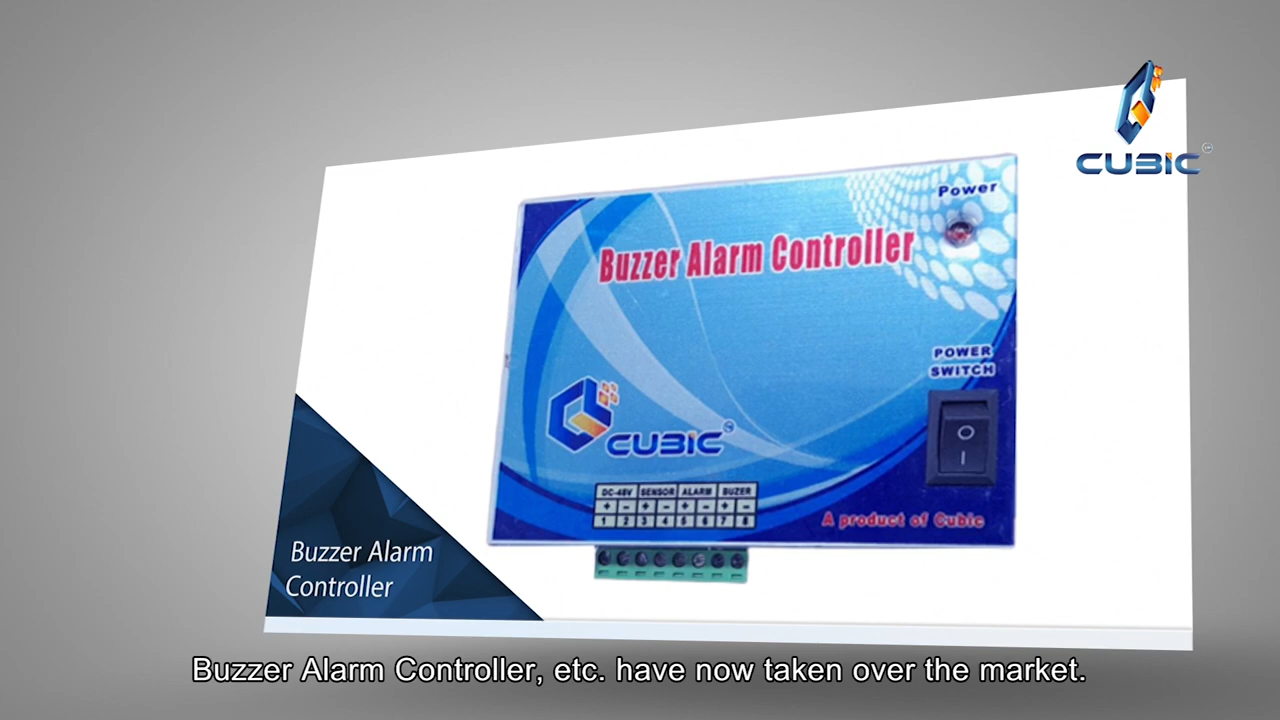 CUBIC
Power
Buzzer Alarm Controller
POWER
SWITCH
CUBIC
DC-48V SENSOR ALARM BUZER
+ - + - + - + -
1 2 3 4 5 6 7 8
A product of Cubic
Buzzer Alarm
Controller
Buzzer Alarm Controller, etc. have now taken over the market.